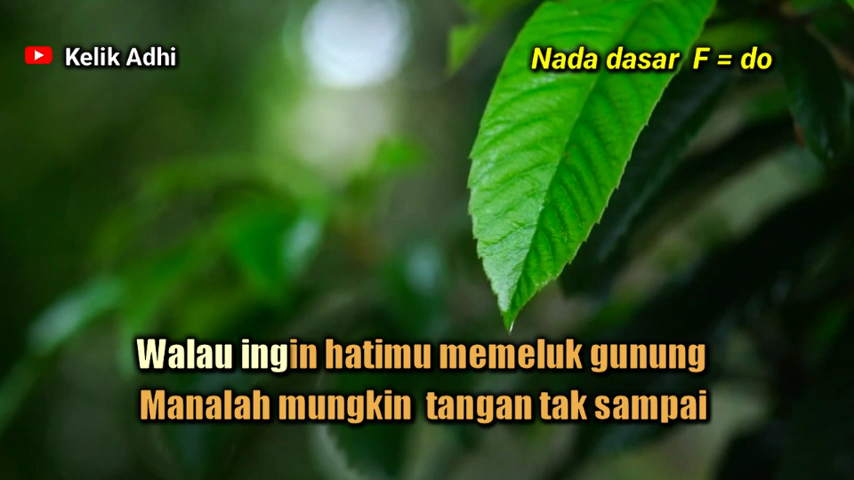 Kelik Adhi
Nada dasar F = do
Walau ingin hatimu memeluk gunung
Manalah mungkin tangan tak sampai